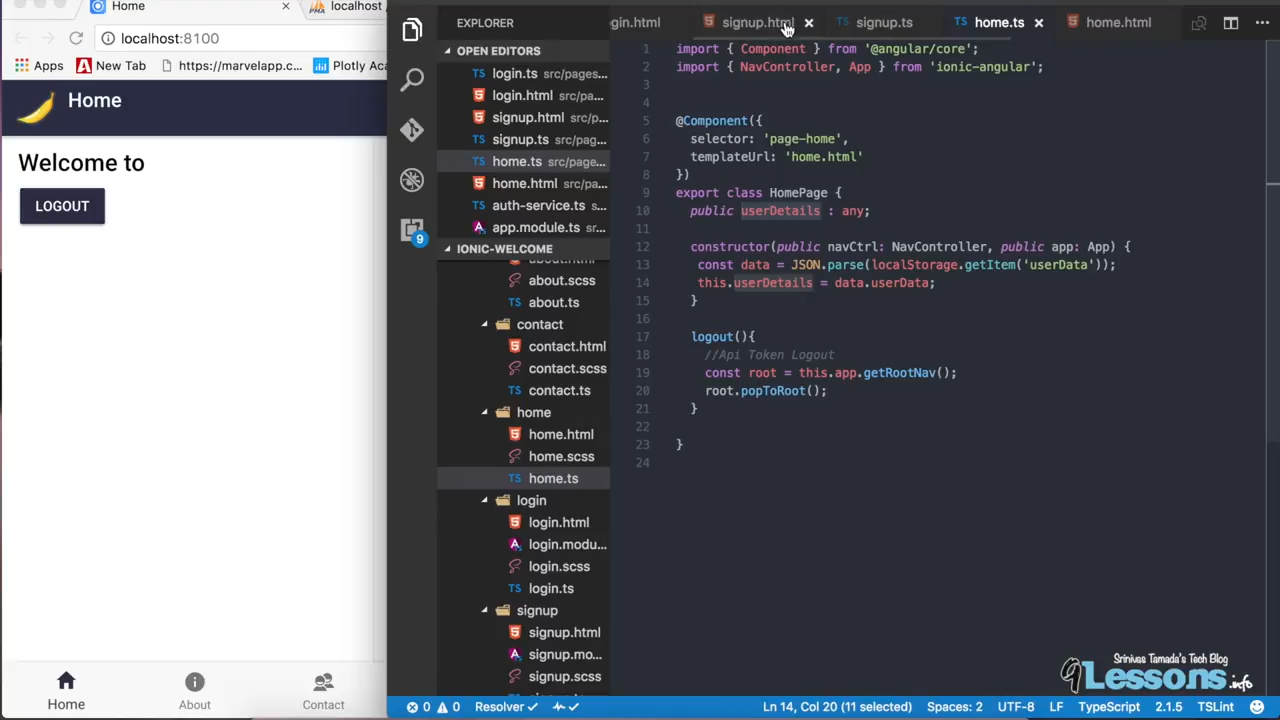 Home
localhost
localhost:8100
Apps
New Tab
https://marvelapp.c...
Plotly Aca
Home
Welcome to
LOGOUT
Home
About
Contact
EXPLORER
OPEN EDITORS
login.ts src/pages...
login.html src/pa...
signup.html src/p...
signup.ts src/pag...
home.ts src/page...
home.html src/pa...
auth-service.ts s...
app.module.ts sr...
9
IONIC-WELCOME
about.html
about.scss
about.ts
contact
contact.html
contact.scss
contact.ts
home
home.html
home.scss
home.ts
login
login.html
login.modu...
login.scss
login.ts
signup
signup.html
signup.mo...
signup.scss
gin.html
signup.html
signup.ts
home.ts
home.html
1 import { Component } from '@angular/core';
2 import { NavController, App } from 'ionic-angular';
3
4
5 @Component({
6 selector: 'page-home',
7 templateUrl: 'home.html'
8 })
9 export class HomePage {
10 public userDetails : any;
11
12 constructor(public navCtrl: NavController, public app: App) {
13 const data = JSON.parse(localStorage.getItem('userData'));
14 this.userDetails = data.userData;
15 }
16
17 logout(){
18 //Api Token Logout
19 const root = this.app.getRootNav();
20 root.popToRoot();
21 }
22
23 }
24
Srinivas Tamada's Tech Blog
9Lessons.info
0 0 Resolver Ln 14, Col 20 (11 selected) Spaces: 2 UTF-8 LF TypeScript 2.1.5 TSLint